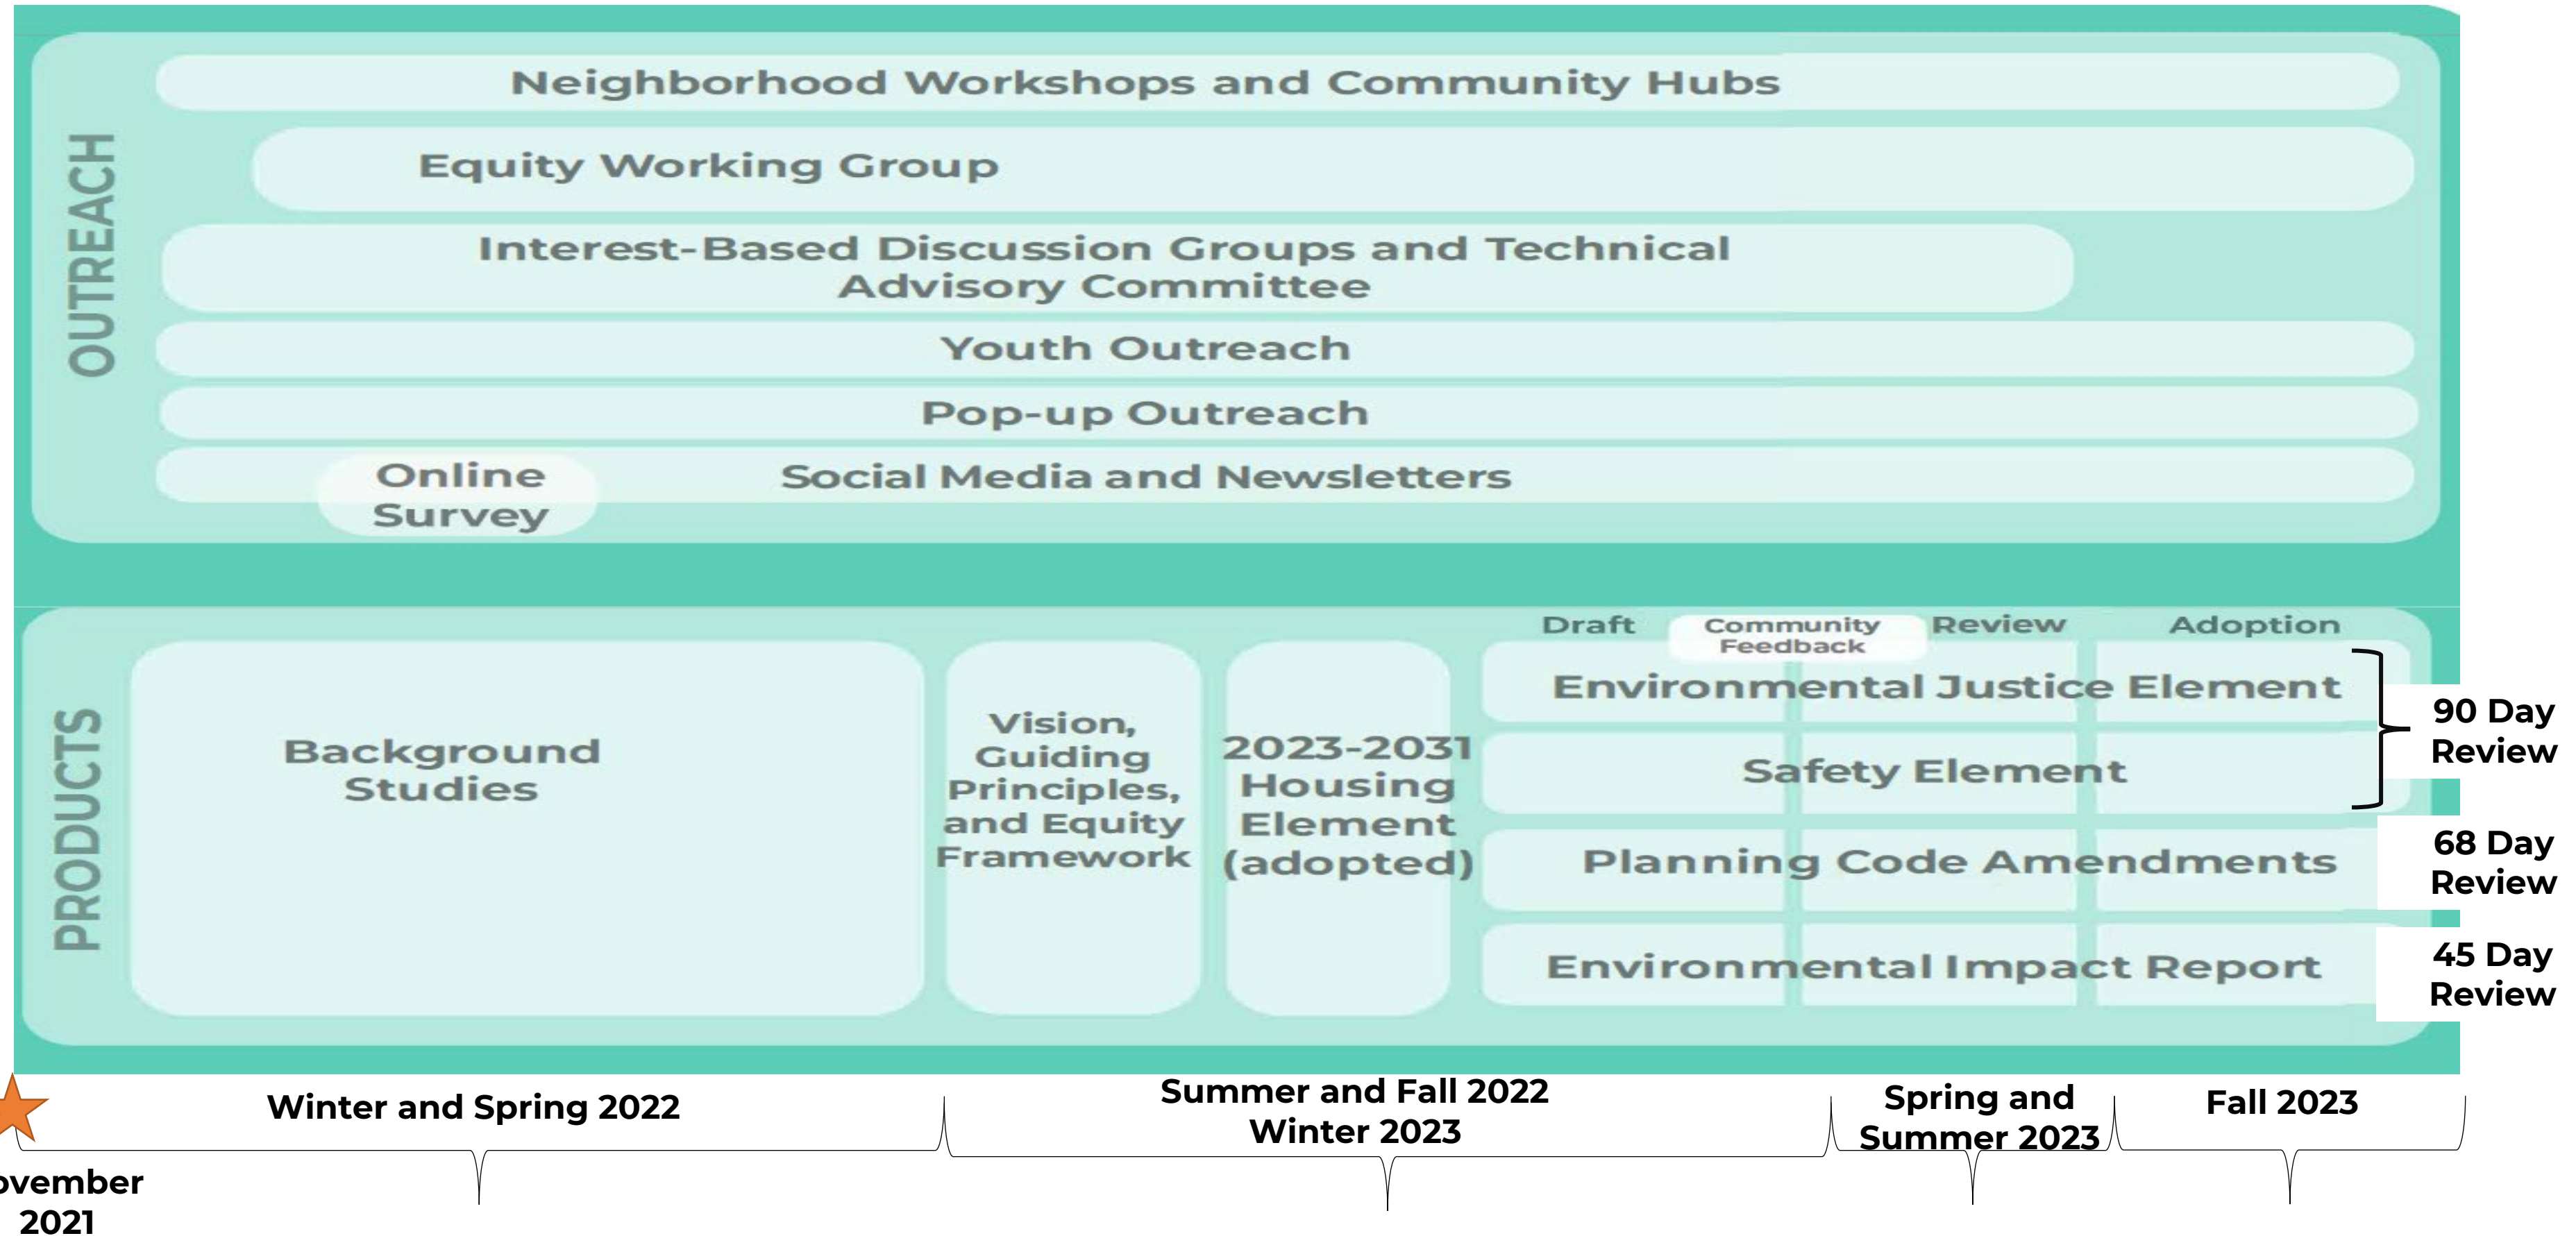 OUTREACH
Neighborhood Workshops and Community Hubs
Equity Working Group
Interest-Based Discussion Groups and Technical
Advisory Committee
Youth Outreach
Pop-up Outreach
Online
Survey
Social Media and Newsletters
PRODUCTS
Background
Studies
Vision,
Guiding
Principles,
and Equity
Framework
2023-2031
Housing
Element
(adopted)
Draft
Community
Feedback
Review
Adoption
Environmental Justice Element
Safety Element
Planning Code Amendments
Environmental Impact Report
90 Day
Review
68 Day
Review
45 Day
Review
ovember
2021
Winter and Spring 2022
Summer and Fall 2022
Winter 2023
Spring and
Summer 2023
Fall 2023